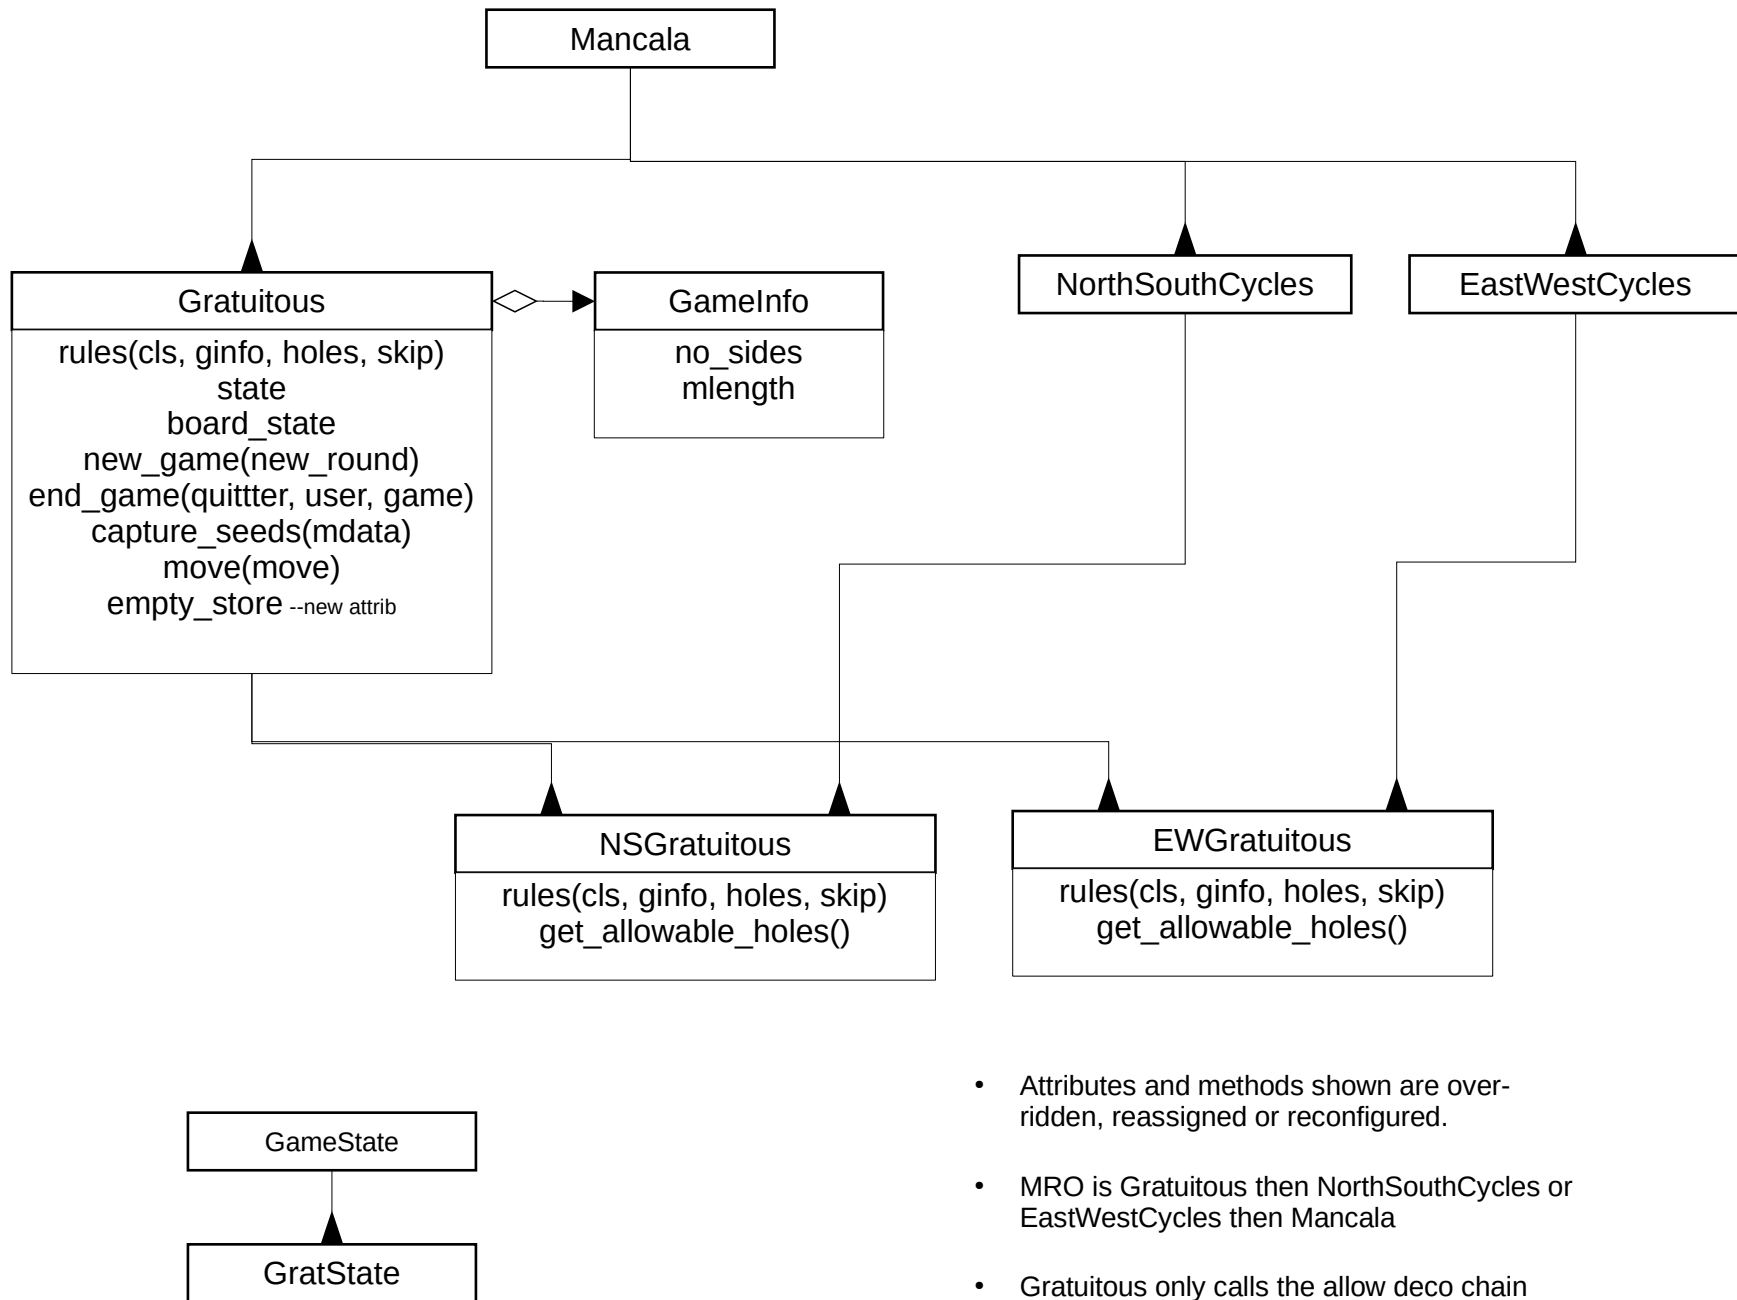 Mancala
Gratuitous
rules(cls, ginfo, holes, skip)
state
board_state
new_game(new_round)
end_game(quittter, user, game)
capture_seeds(mdata)
move(move)
empty_store --new attrib
GameInfo
no_sides
mlength
NorthSouthCycles
EastWestCycles
NSGratuitous
rules(cls, ginfo, holes, skip)
get_allowable_holes()
EWGratuitous
rules(cls, ginfo, holes, skip)
get_allowable_holes()
GameState
GratState
• Attributes and methods shown are over-
ridden, reassigned or reconfigured.
• MRO is Gratuitous then NorthSouthCycles or
EastWestCycles then Mancala
• Gratuitous only calls the allow deco chain